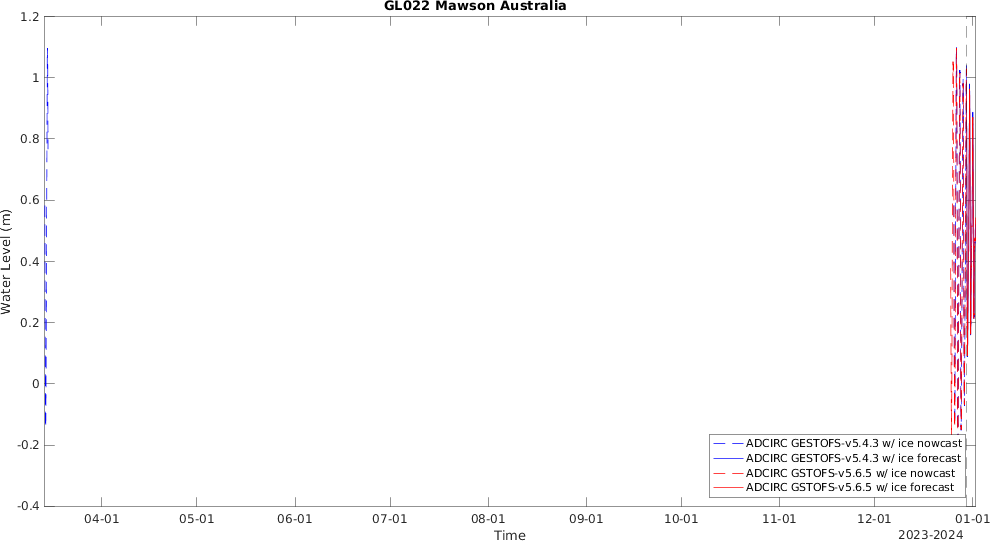 GL022 Mawson Australia
1.2
1
0.8
0.6
0.4
0.2
0
-0.2
-0.4
Water Level (m)
ADCIRC GESTOFS-v5.4.3 w/ ice nowcast
ADCIRC GESTOFS-v5.4.3 w/ ice forecast
ADCIRC GSTOFS-v5.6.5 w/ ice nowcast
ADCIRC GSTOFS-v5.6.5 w/ ice forecast
04-01 05-01 06-01 07-01 08-01 09-01 10-01 11-01 12-01 01-01
Time
2023-2024